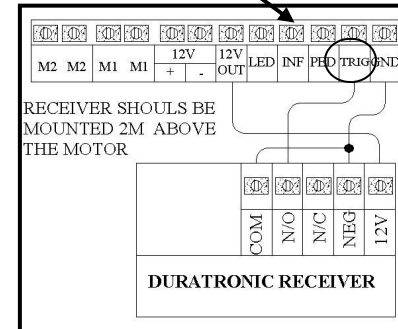 M2 M2 M1 M1 12V + - 12V OUT LED INF PED TRIG GND
RECEIVER SHOULS BE
MOUNTED 2M ABOVE
THE MOTOR
COM N/O N/C NEG 12V
DURATRONIC RECEIVER